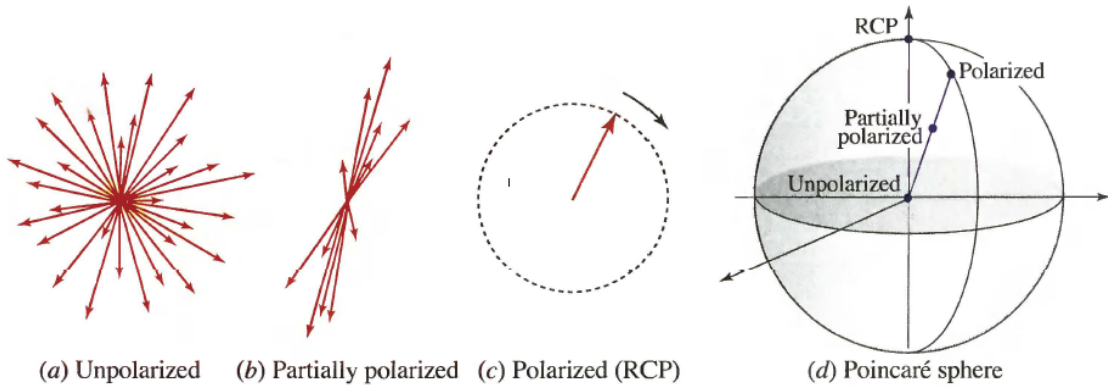 RCP
Polarized
Partially
polarized
Unpolarized
(a) Unpolarized
(b) Partially polarized
(c) Polarized (RCP)
(d) Poincaré sphere